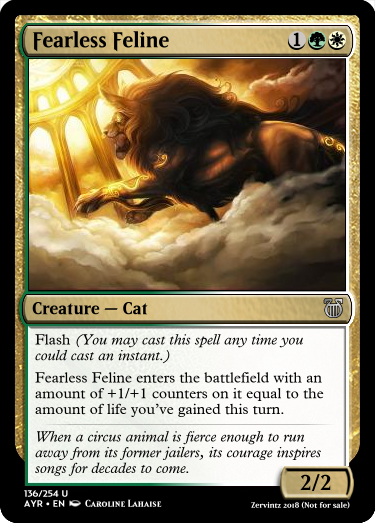 Fearless Feline 1
Creature — Cat
Flash (You may cast this spell any time you
could cast an instant.)
Fearless Feline enters the battlefield with an
amount of +1/+1 counters on it equal to the
amount of life you've gained this turn.
When a circus animal is fierce enough to run
away from its former jailers, its courage inspires
songs for decades to come.
2/2
136/254 U
AYR • EN Caroline Lahaise
Zervintz 2018 (Not for sale)